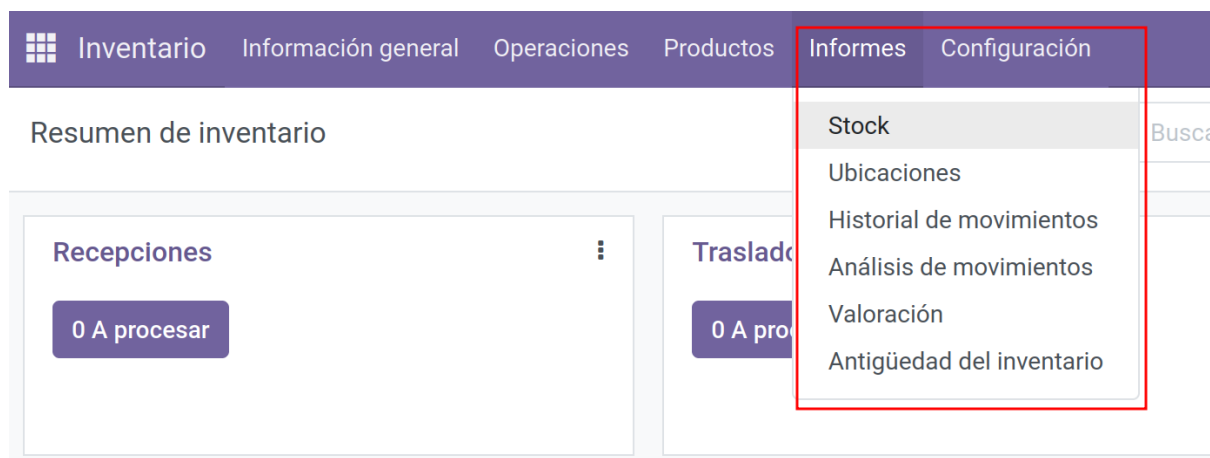 Inventario Información general Operaciones Productos Informes Configuración
Resumen de inventario
Stock
Ubicaciones
Historial de movimientos
Análisis de movimientos
Valoración
Antigüedad del inventario
Recepciones
0 A procesar